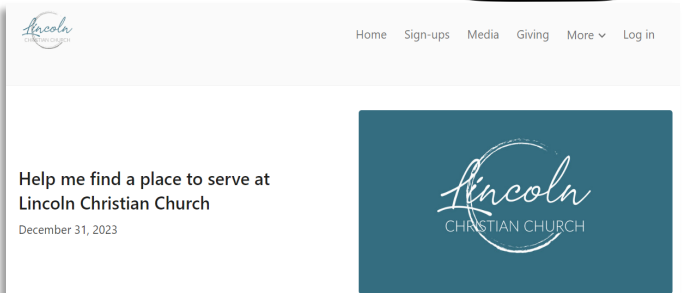 Lincoln
CHRISTIAN CHURCH
Home Sign-ups Media Giving More Log in
Help me find a place to serve at
Lincoln Christian Church
December 31, 2023
Lincoln
CHRISTIAN CHURCH